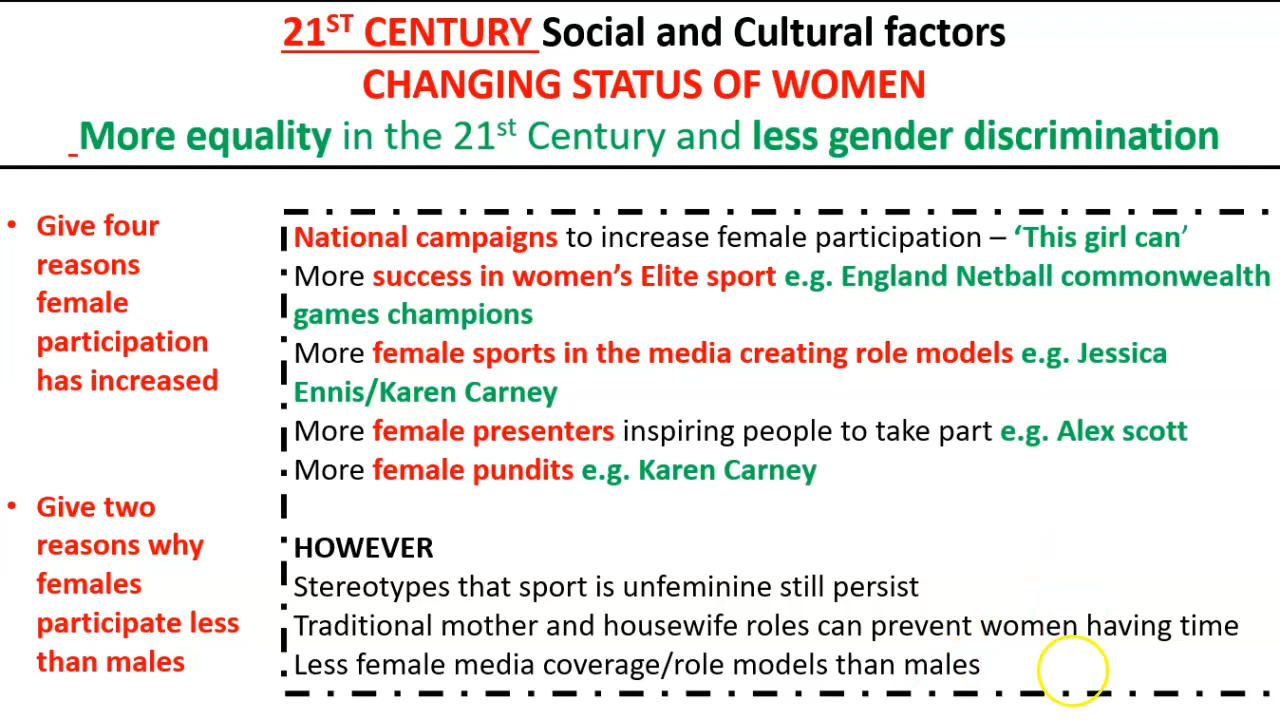 21ST CENTURY Social and Cultural factors
CHANGING STATUS OF WOMEN
More equality in the 21st Century and less gender discrimination
• Give four
reasons
female
participation
has increased
• Give two
reasons why
females
participate less
than males
National campaigns to increase female participation – ‘This girl can’
More success in women’s Elite sport e.g. England Netball commonwealth
games champions
More female sports in the media creating role models e.g. Jessica
Ennis/Karen Carney
More female presenters inspiring people to take part e.g. Alex scott
More female pundits e.g. Karen Carney
HOWEVER
Stereotypes that sport is unfeminine still persist
Traditional mother and housewife roles can prevent women having time
Less female media coverage/role models than males